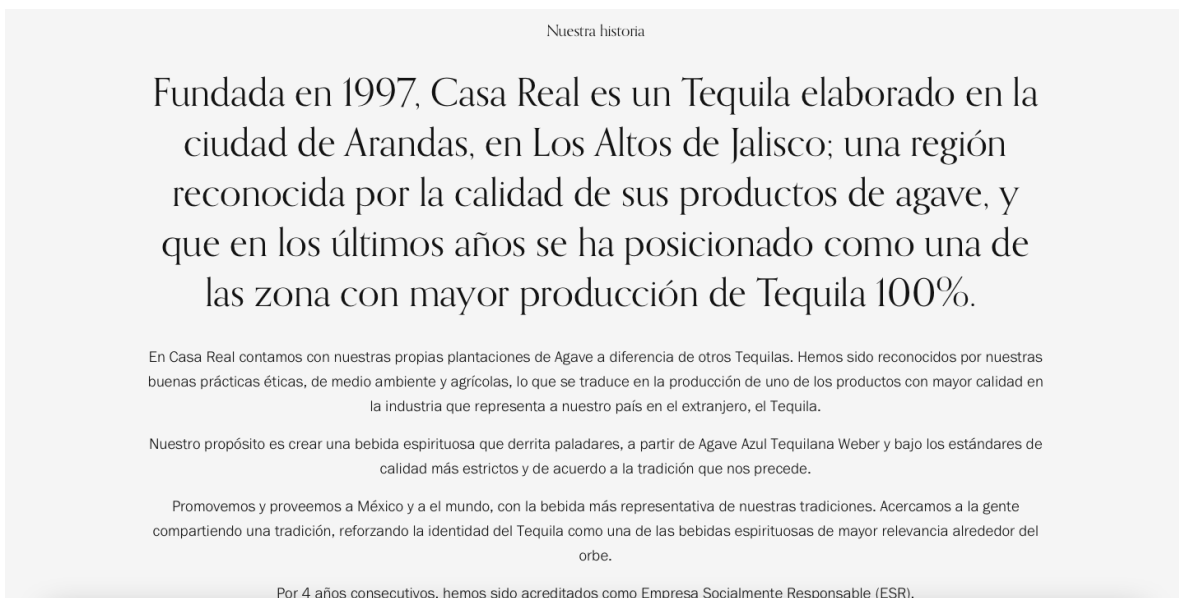 Nuestra historia
Fundada en 1997, Casa Real es un Tequila elaborado en la
ciudad de Arandas, en Los Altos de Jalisco; una región
reconocida por la calidad de sus productos de agave, y
que en los últimos años se ha posicionado como una de
las zona con mayor producción de Tequila 100%.
En Casa Real contamos con nuestras propias plantaciones de Agave a diferencia de otros Tequilas. Hemos sido reconocidos por nuestras
buenas prácticas éticas, de medio ambiente y agrícolas, lo que se traduce en la producción de uno de los productos con mayor calidad en
la industria que representa a nuestro país en el extranjero, el Tequila.
Nuestro propósito es crear una bebida espirituosa que derrita paladares, a partir de Agave Azul Tequilana Weber y bajo los estándares de
calidad más estrictos y de acuerdo a la tradición que nos precede.
Promovemos y proveemos a México y a el mundo, con la bebida más representativa de nuestras tradiciones. Acercamos a la gente
compartiendo una tradición, reforzando la identidad del Tequila como una de las bebidas espirituosas de mayor relevancia alrededor del
orbe.
Por 4 años consecutivos, hemos sido acreditados como Empresa Socialmente Responsable (ESR).